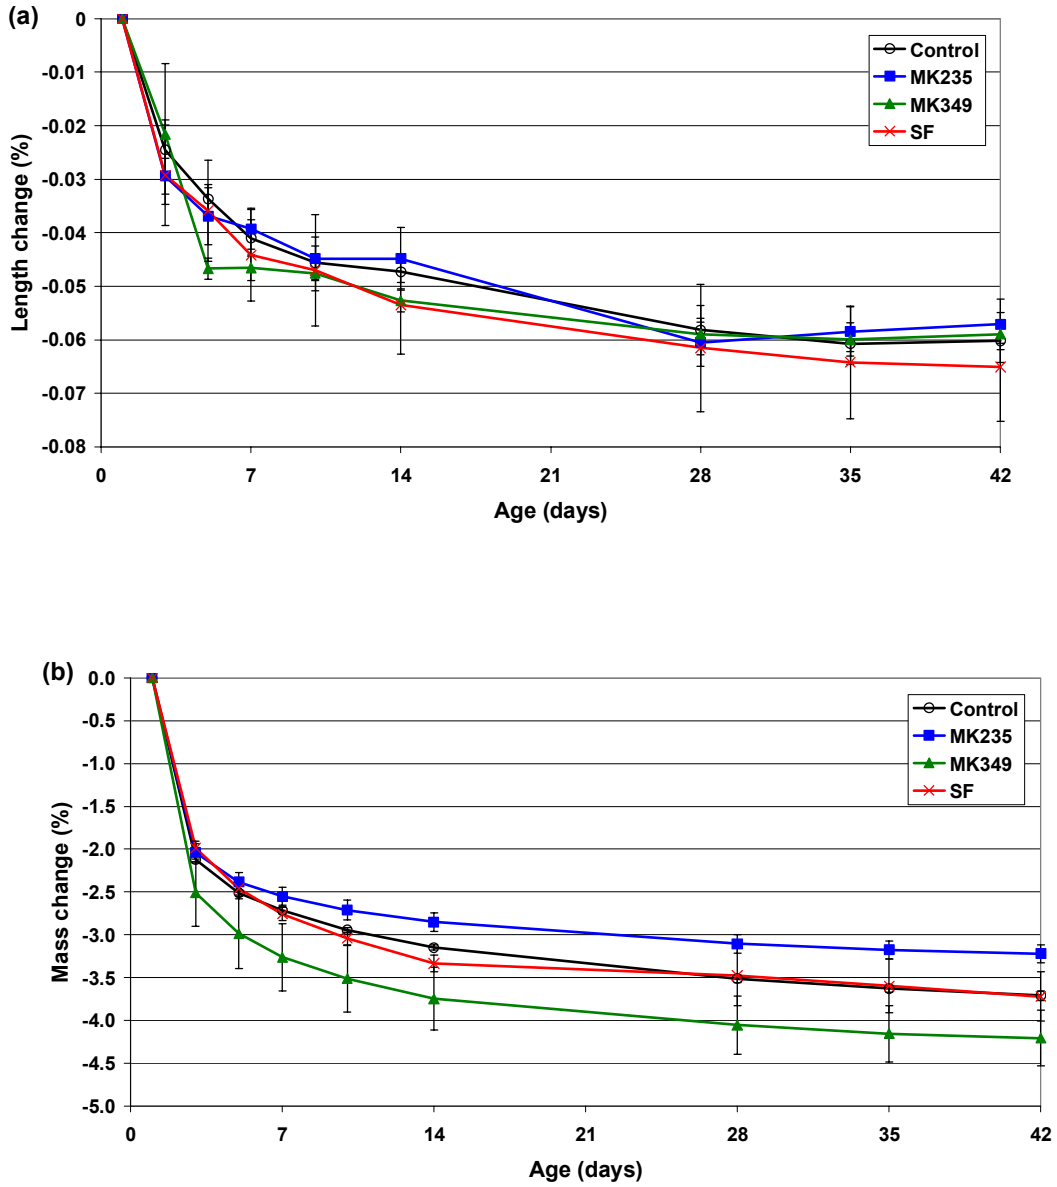 (a)
0
-0.01
-0.02
-0.03
-0.04
-0.05
-0.06
-0.07
-0.08
Length change (%)
Control
MK235
MK349
SF
0 7 14 21 28 35 42
Age (days)
(b)
0.0
-0.5
-1.0
-1.5
-2.0
-2.5
-3.0
-3.5
-4.0
-4.5
-5.0
Mass change (%)
Control
MK235
MK349
SF
0 7 14 21 28 35 42
Age (days)